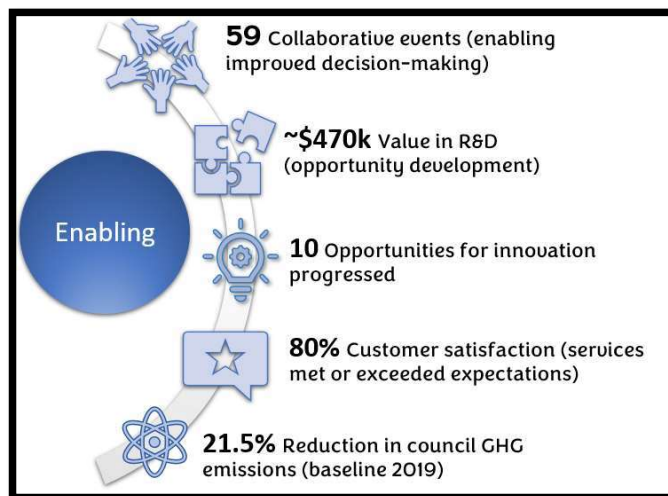 59 Collaborative events (enabling
improved decision-making)
~$470k Value in R&D
(opportunity development)
Enabling
10 Opportunities for innovation
progressed
80% Customer satisfaction (services
met or exceeded expectations)
21.5% Reduction in council GHG
emissions (baseline 2019)